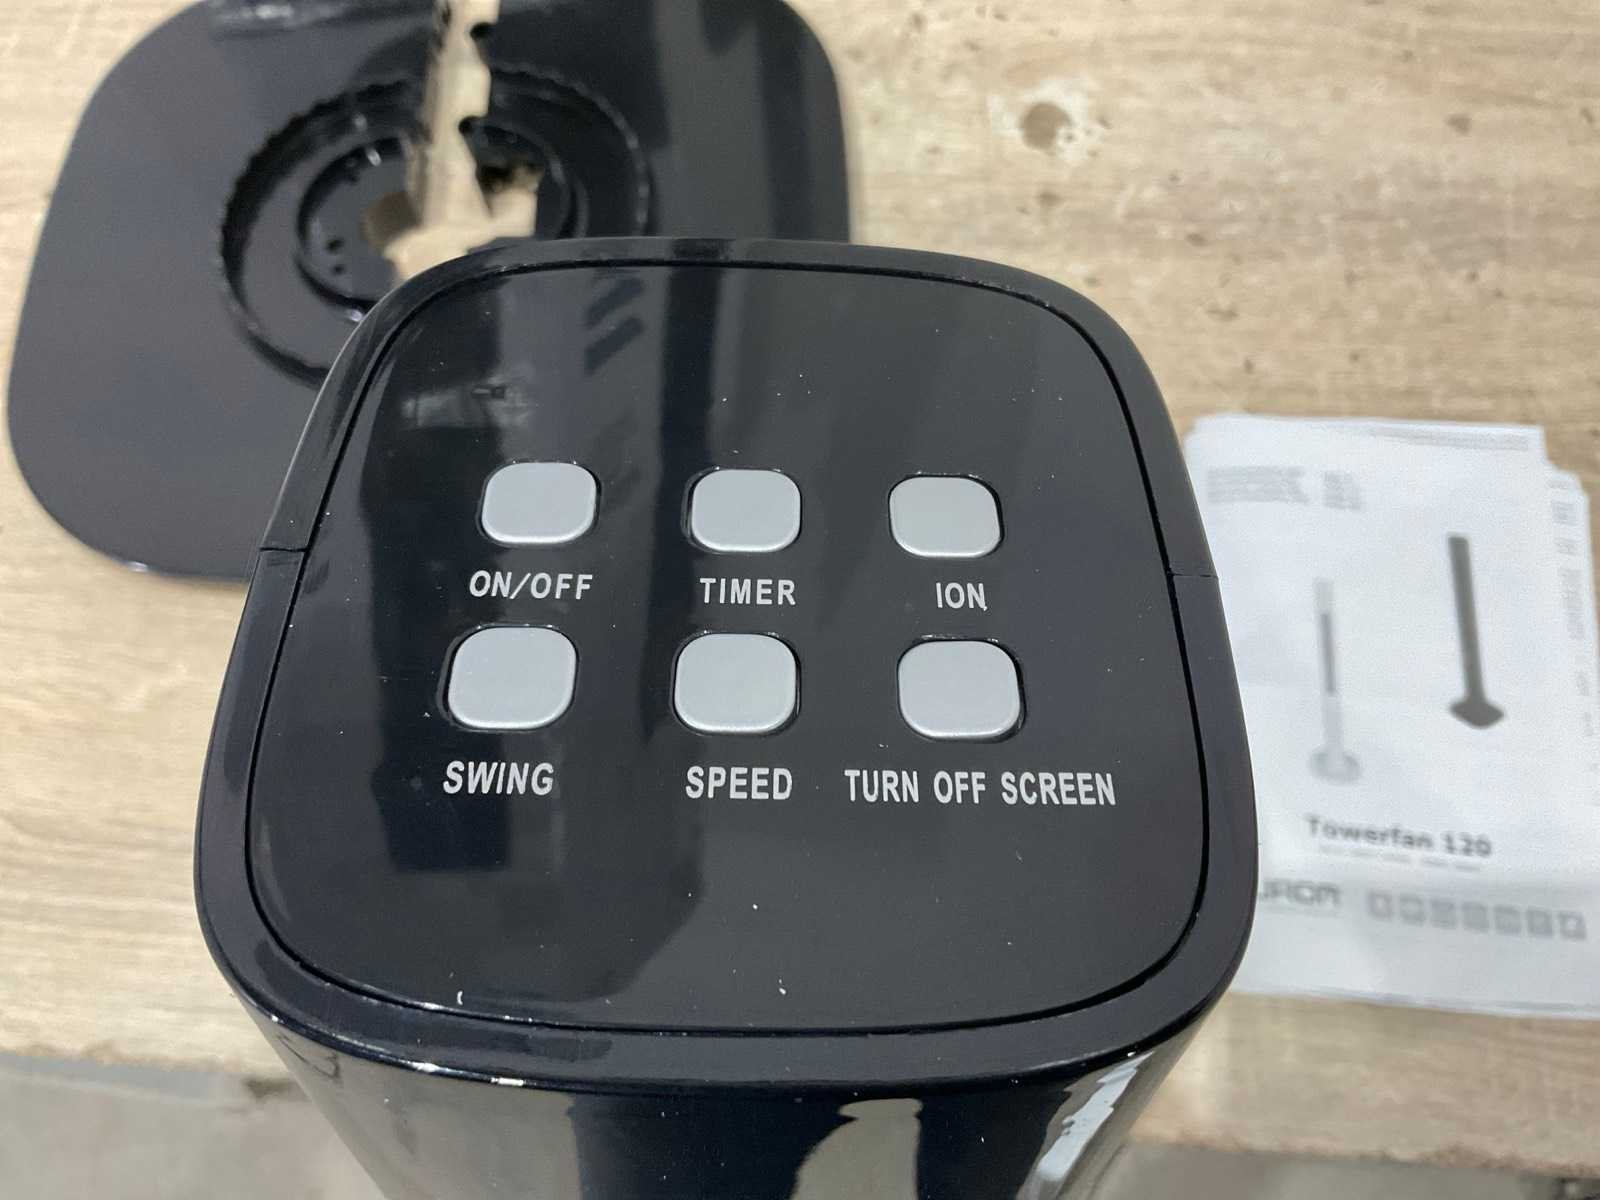 ON/OFF TIMER ION
SWING SPEED TURN OFF SCREEN
Towerfan 120